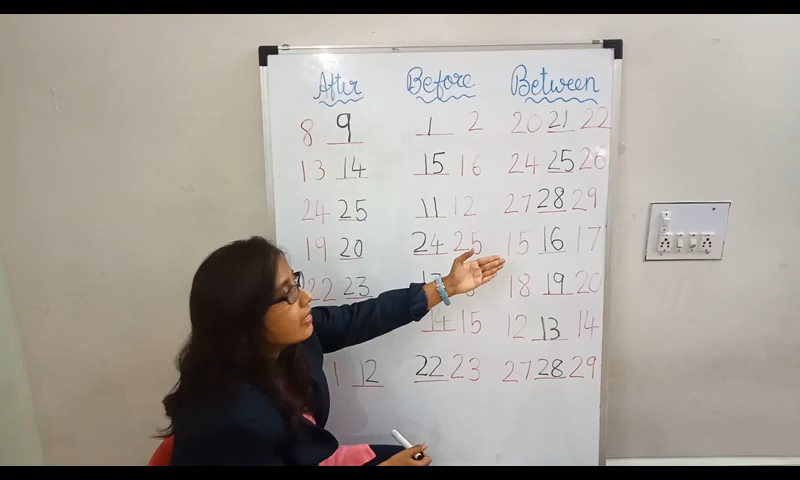 After Before Between
8 9 1 2 20 21 22
13 14 15 16 24 25 26
24 25 11 12 27 28 29
19 20 24 25 15 16 17
22 23 18 19 20
14 15 12 13 14
12 22 23 27 28 29